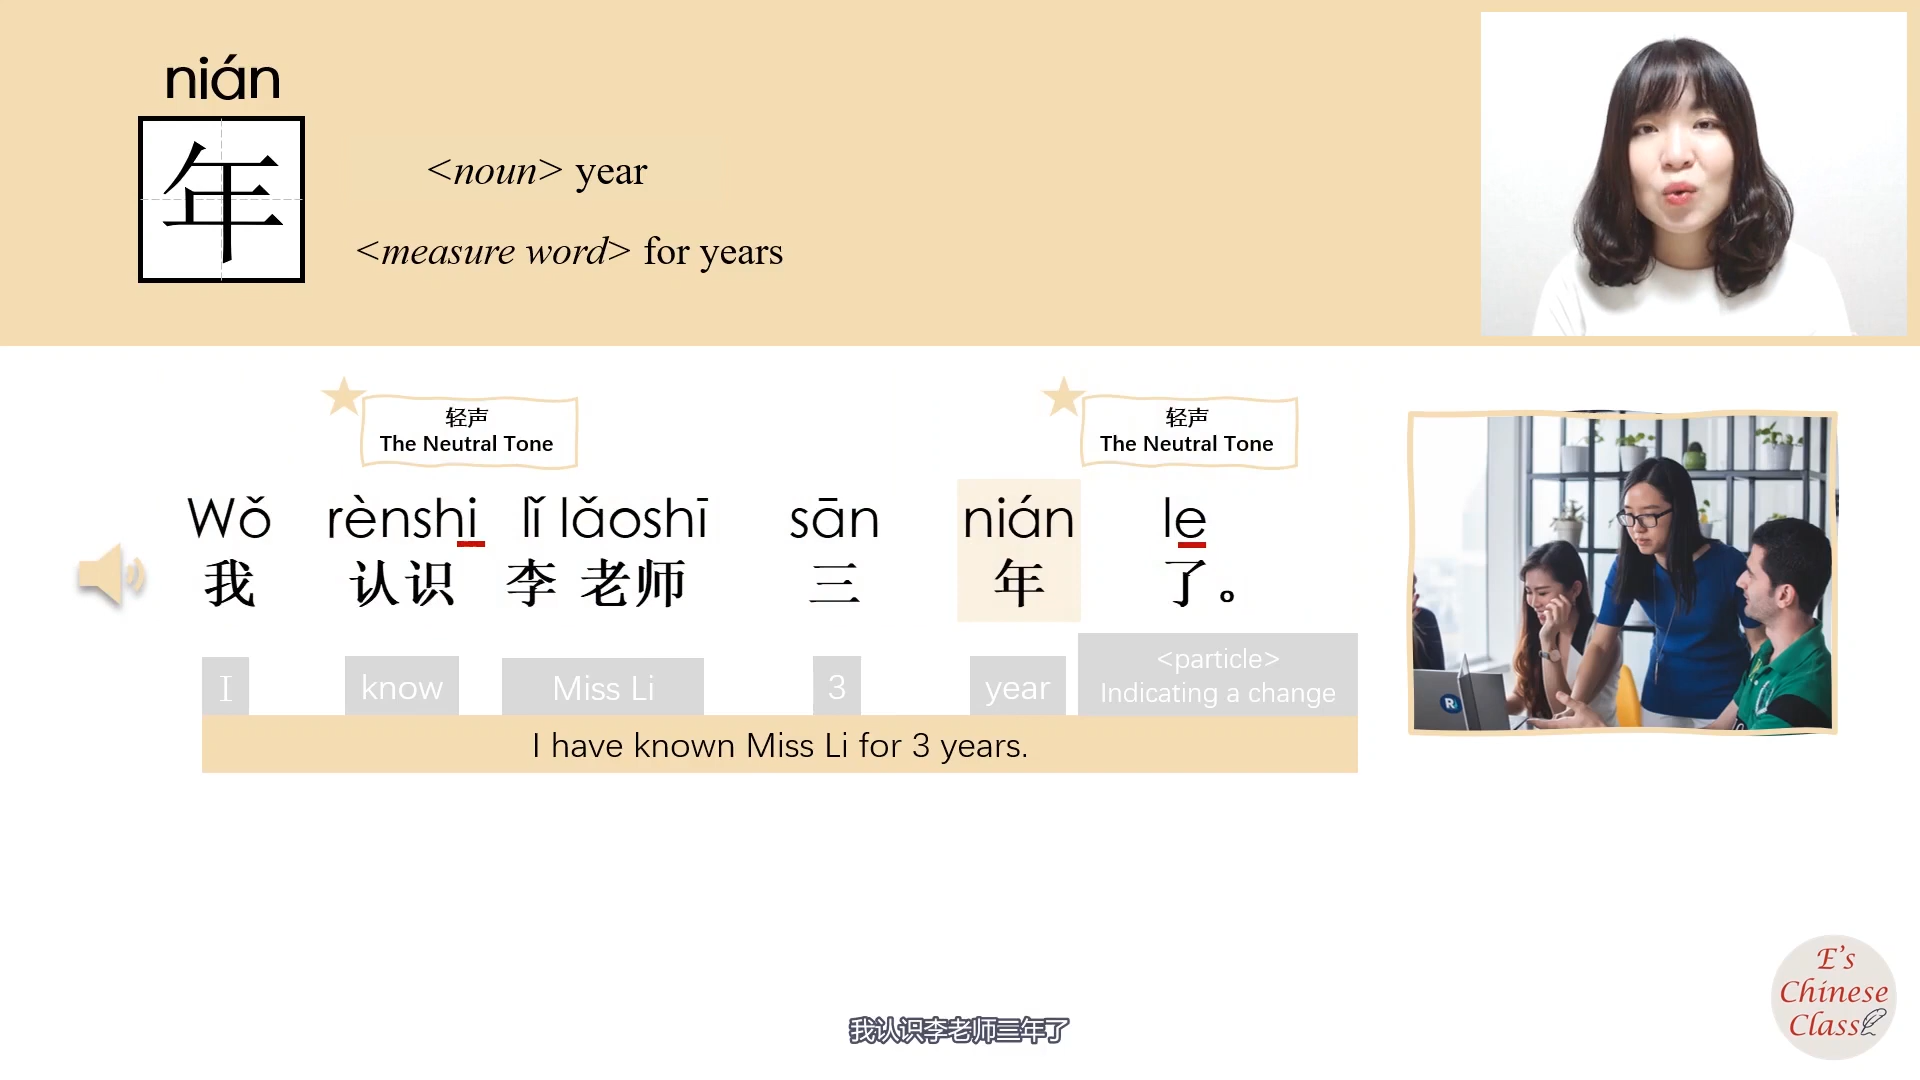 nián
年
<noun> year
<measure word> for years
轻声
The Neutral Tone
轻声
The Neutral Tone
Wǒ rènshi lǐ lǎoshī sān nián le
我 认识 李 老师 三 年 了。
I know Miss Li 3 year <particle> Indicating a change
I have known Miss Li for 3 years.
R
E's
Chinese
Class
我认识李老师三年了